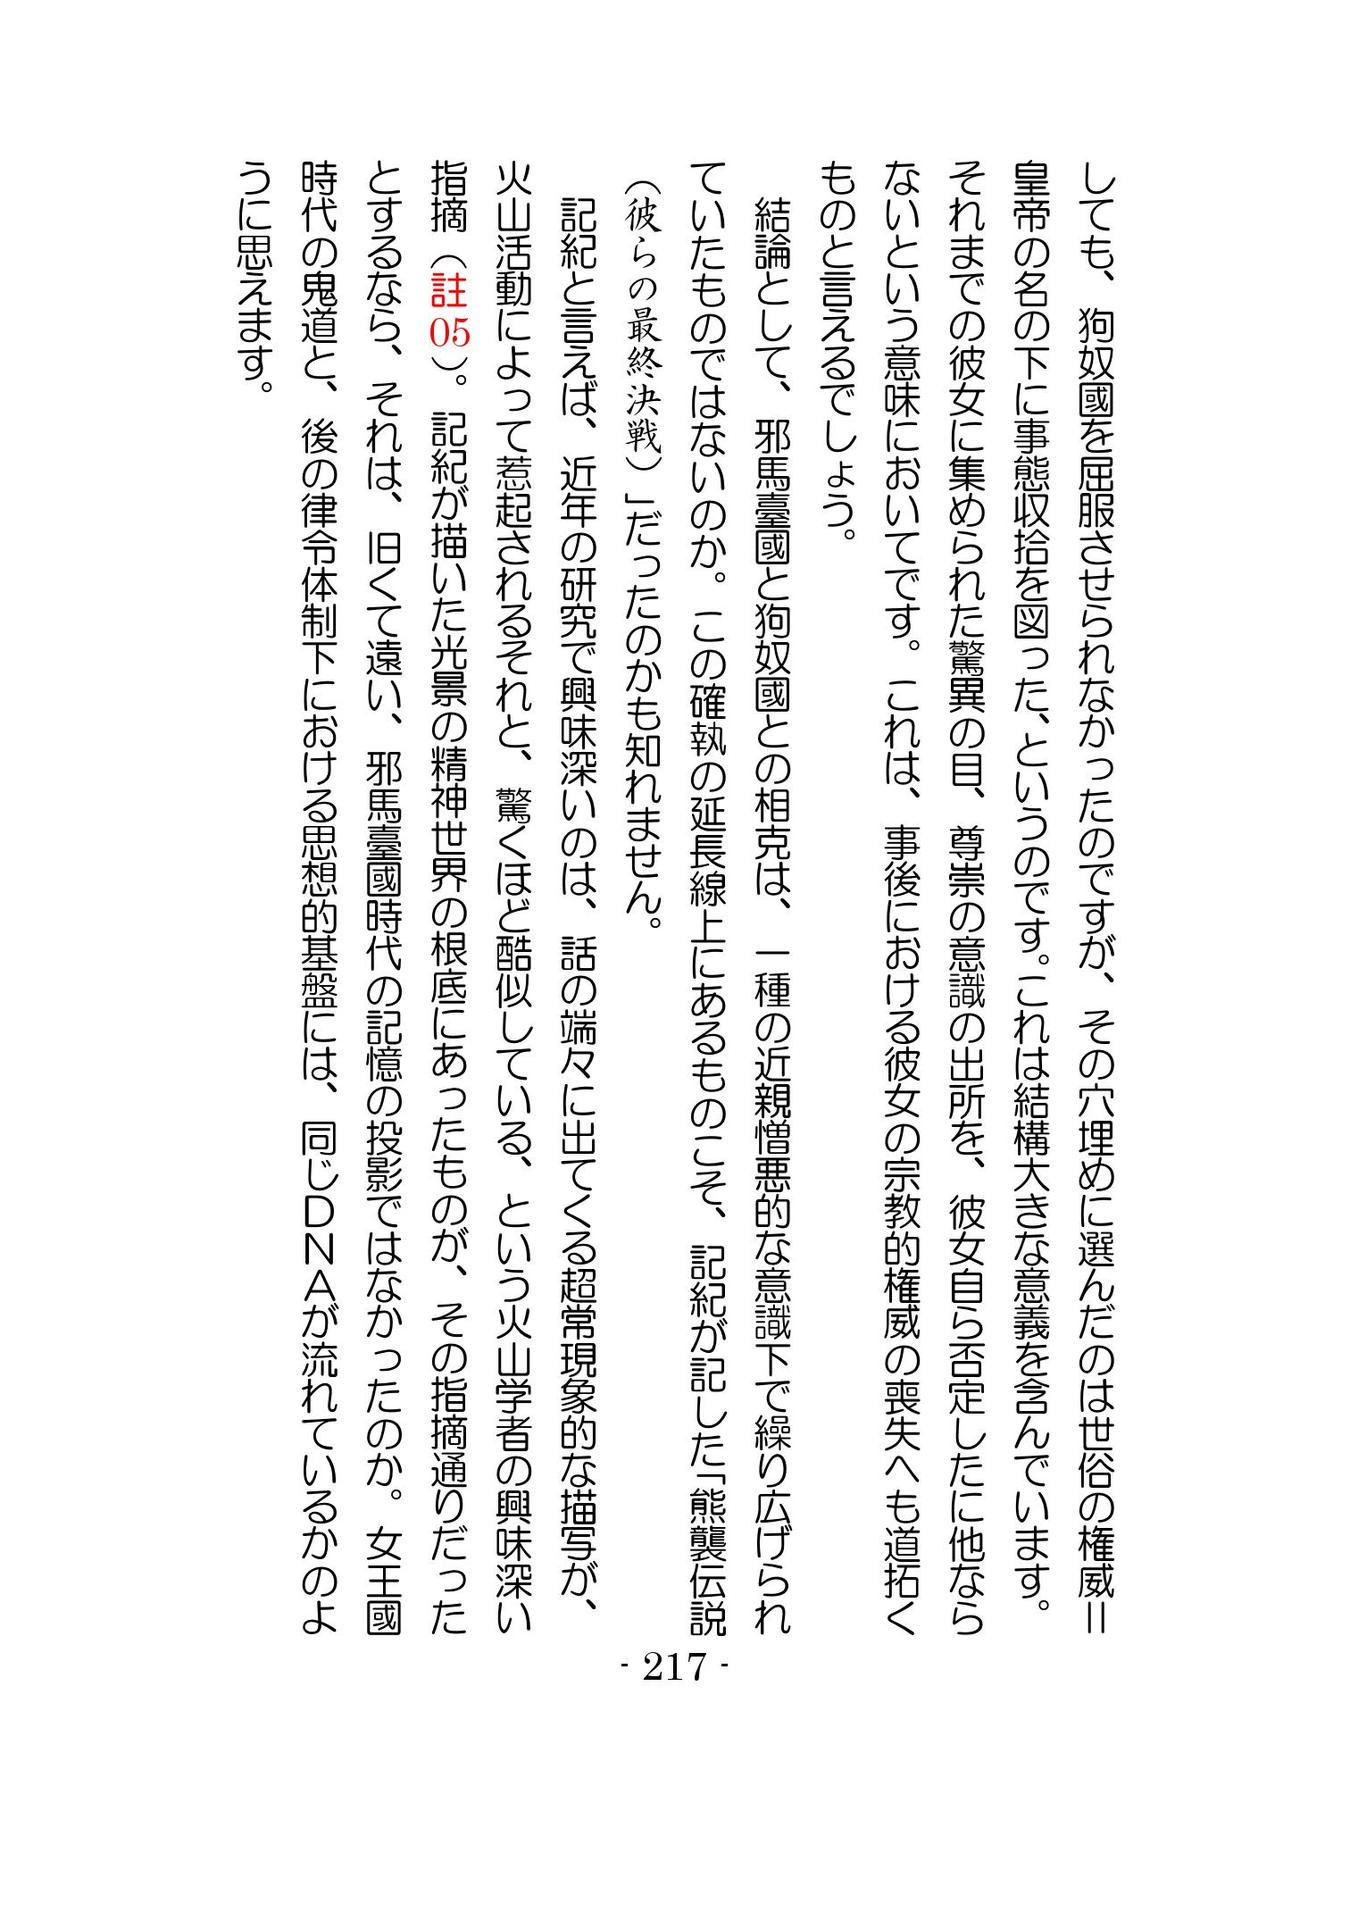 しても、狗奴國を屈服させられなかったのですが、その穴埋めに選んだのは世俗の権威＝
皇帝の名の下に事態収拾を図った、というのです。これは結構大きな意義を含んでいます。
それまでの彼女に集められた驚異の目、尊崇の意識の出所を、彼女自ら否定したに他なら
ないという意味においてです。これは、事後における彼女の宗教的権威の喪失へも道拓く
ものと言えるでしょう。
　結論として、邪馬臺國と狗奴國との相克は、一種の近親憎悪的な意識下で繰り広げられ
ていたものではないのか。この確執の延長線上にあるものこそ、記紀が記した「熊襲伝説
（彼らの最終決戦）」だったのかも知れません。
　記紀と言えば、近年の研究で興味深いのは、話の端々に出てくる超常現象的な描写が、
火山活動によって惹起されるそれと、驚くほど酷似している、という火山学者の興味深い
指摘（註05）。記紀が描いた光景の精神世界の根底にあったものが、その指摘通りだった
とするなら、それは、旧くて遠い、邪馬臺國時代の記憶の投影ではなかったのか。女王國
時代の鬼道と、後の律令体制下における思想的基盤には、同じＤＮＡが流れているかのよ
うに思えます。
- 217 -